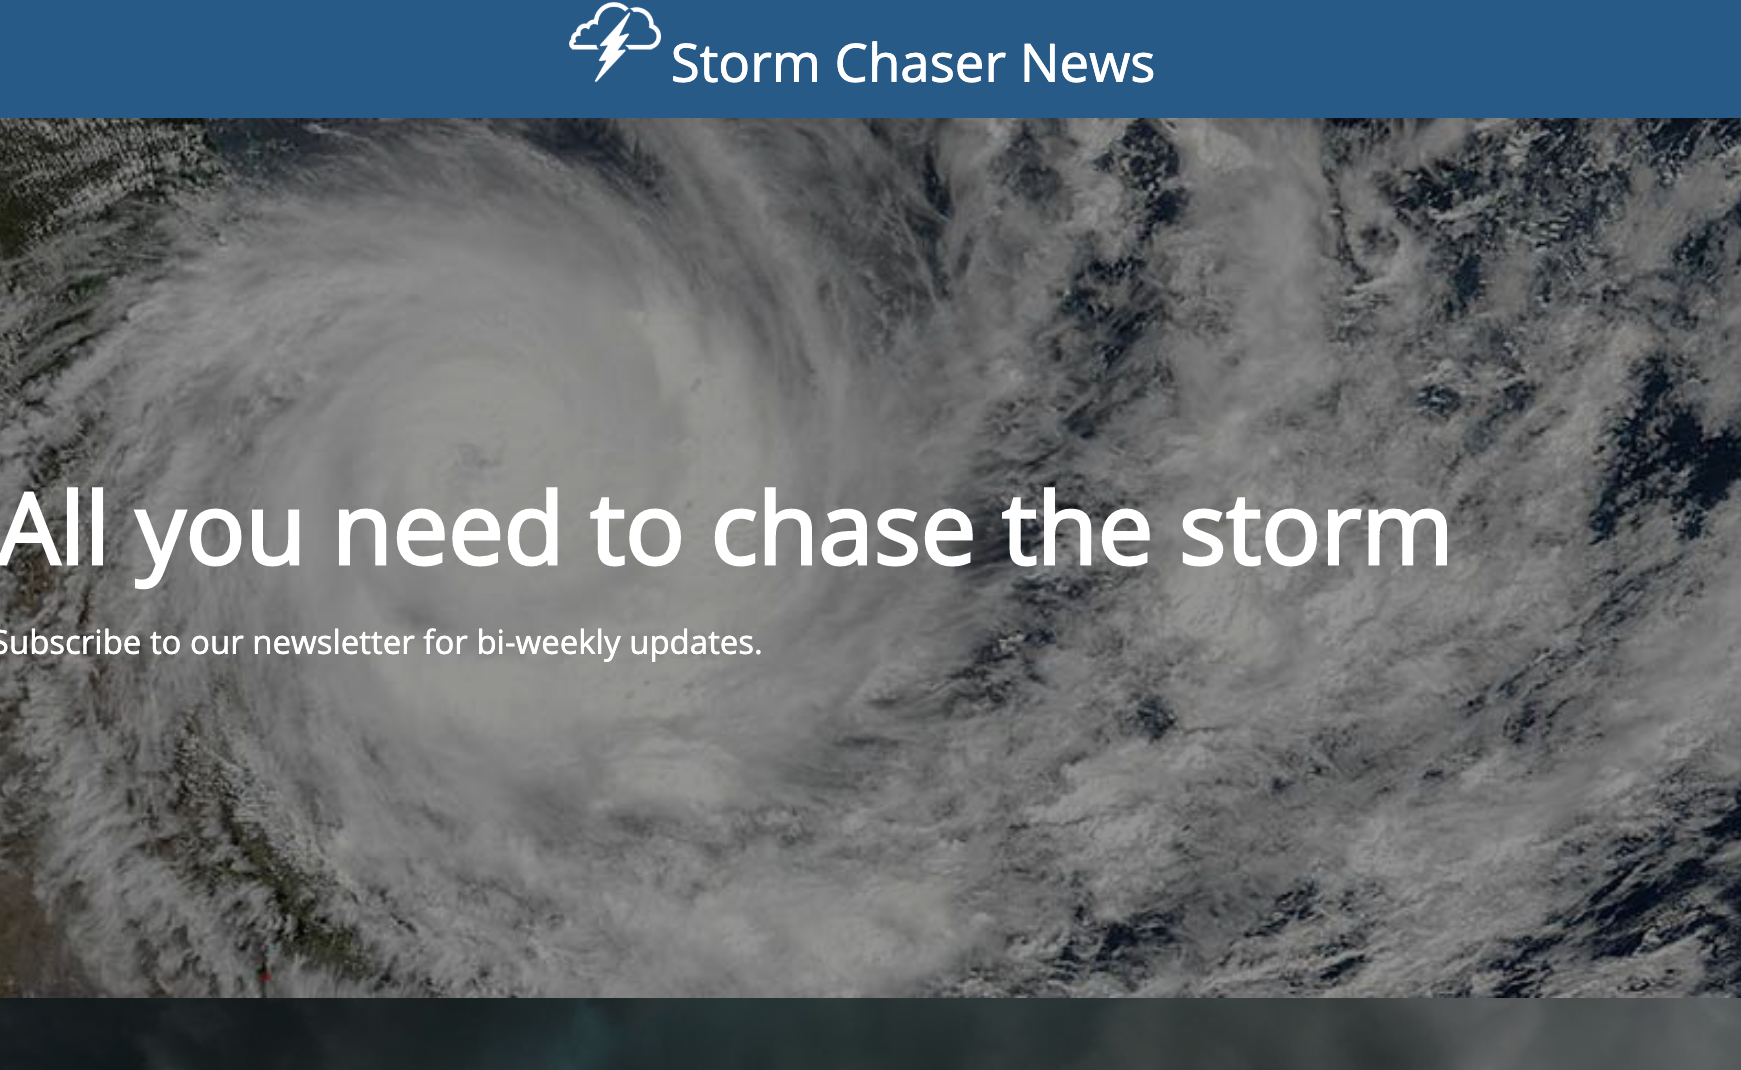 Storm Chaser News
All you need to chase the storm
Subscribe to our newsletter for bi-weekly updates.